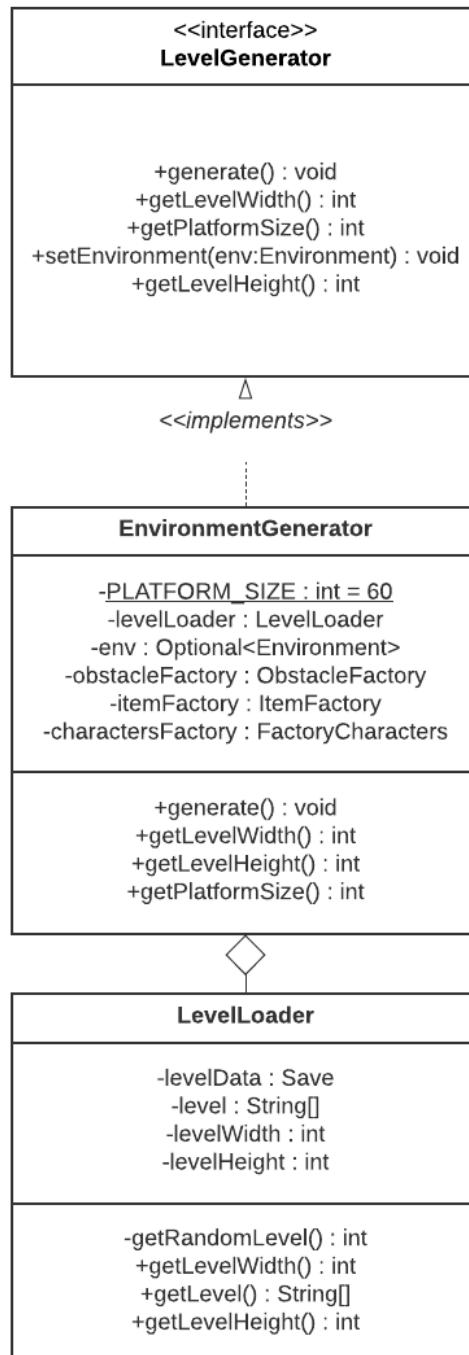 <<interface>>
LevelGenerator
+generate() : void
+getLevelWidth() : int
+getPlatformSize() : int
+setEnvironment(env:Environment) : void
+getLevelHeight() : int
<<implements>>
EnvironmentGenerator
-PLATFORM_SIZE : int = 60
-levelLoader : LevelLoader
-env : Optional<Environment>
-obstacleFactory : ObstacleFactory
-itemFactory : ItemFactory
-charactersFactory : FactoryCharacters
+generate() : void
+getLevelWidth() : int
+getLevelHeight() : int
+getPlatformSize() : int
LevelLoader
-levelData : Save
-level : String[]
-levelWidth : int
-levelHeight : int
-getRandomLevel() : int
+getLevelWidth() : int
+getLevel() : String[]
+getLevelHeight() : int